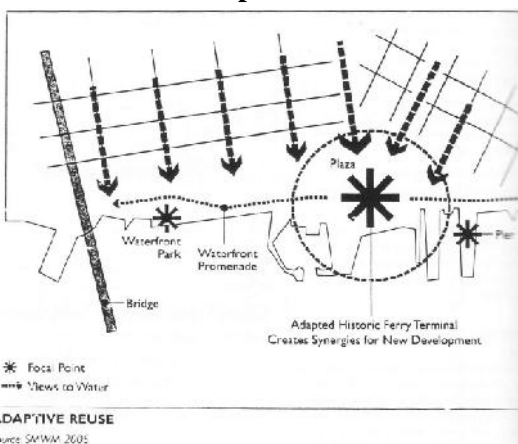 Plaza
Waterfront
Park
Waterfront
Promenade
Pier
Bridge
Adapted Historic Ferry Terminal
Creates Synergies for New Development
Focal Point
Views to Water
ADAPTIVE REUSE
Source SMWM 2005